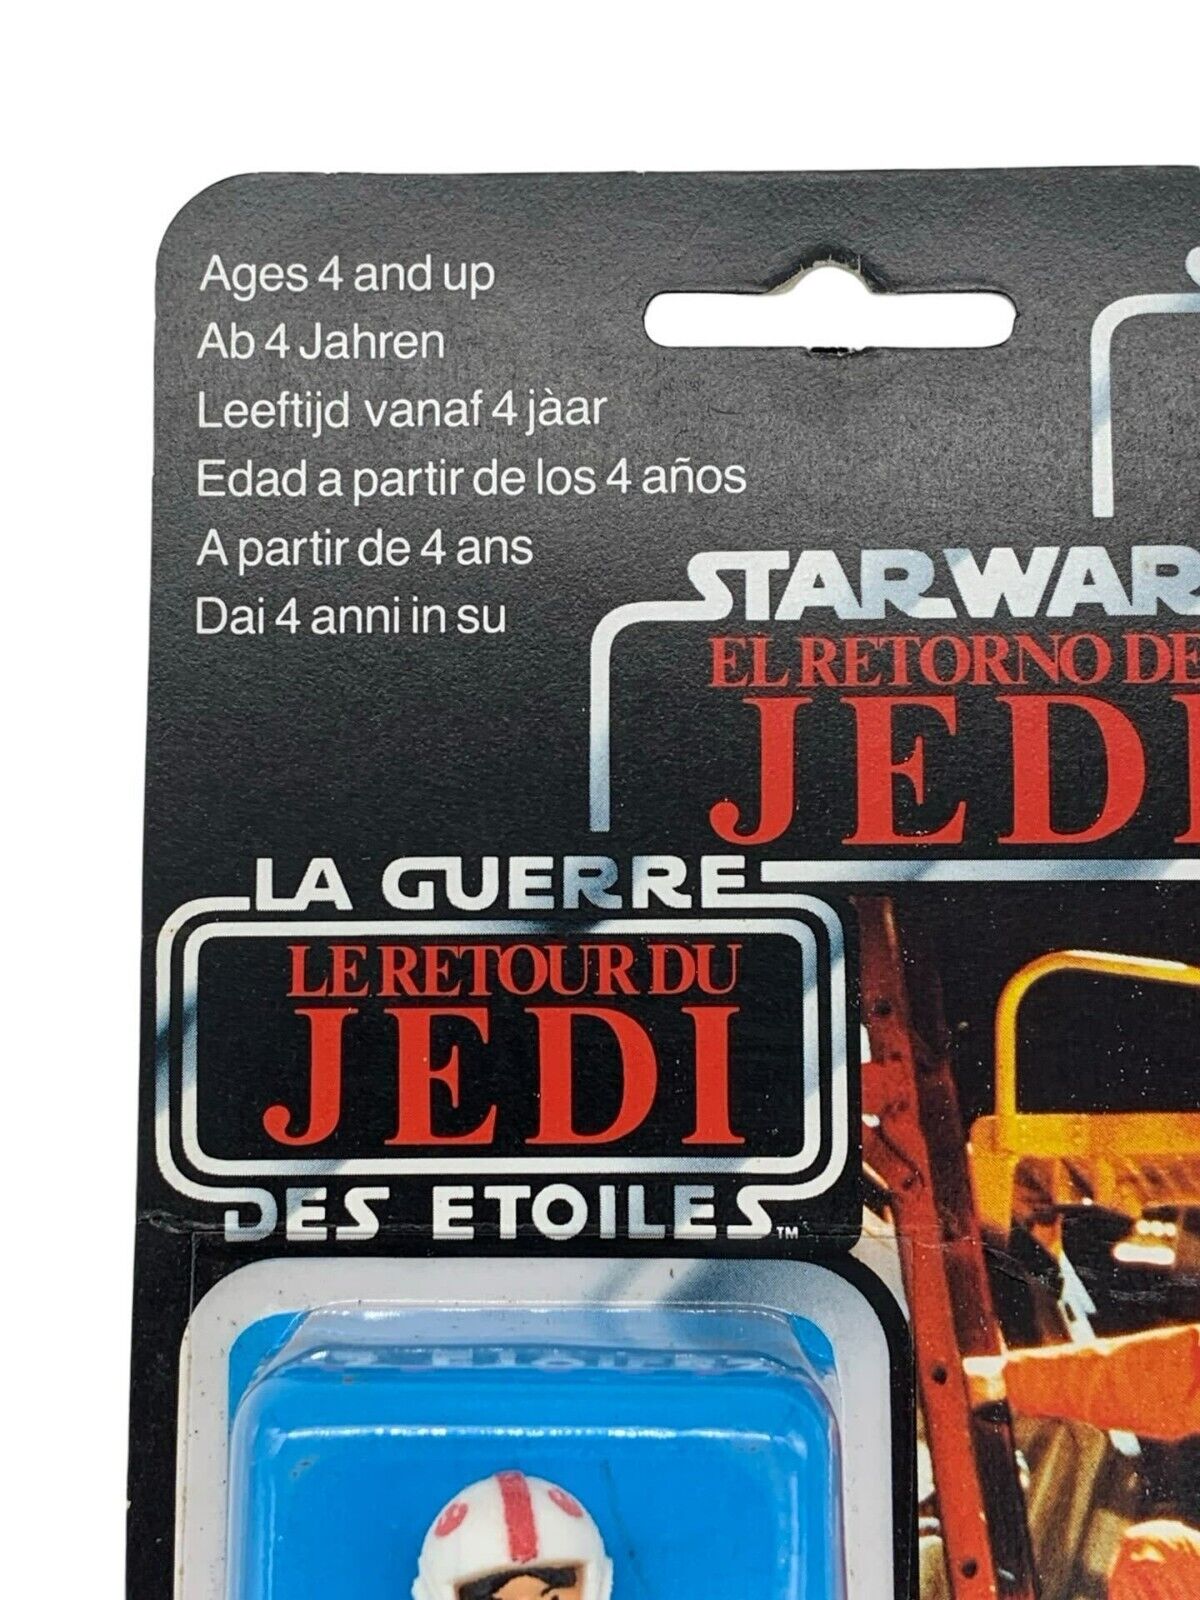 Ages 4 and up
Ab 4 Jahren
Leeftijd vanaf 4 jàar
Edad a partir de los 4 años
A partir de 4 ans
Dai 4 anni in su
STAR WAR
EL RETORNO DE
JEDI
LA GUERRE
LE RETOUR DU
JEDI
DES ETOILES TM